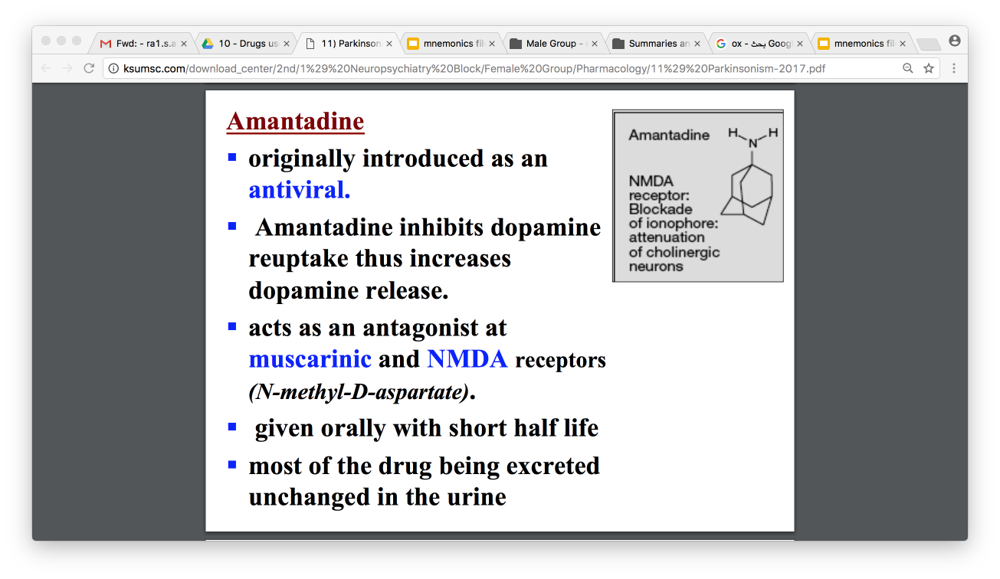 Fwd: - ra1.s.a
10 - Drugs us
11) Parkinson
mnemonics fil
Male Group -
Summaries an
ox - بحث Googl
mnemonics fil
ksumsc.com/download_center/2nd/1%29%20Neuropsychiatry%20Block/Female%20Group/Pharmacology/11%29%20Parkinsonism-2017.pdf
Amantadine
originally introduced as an
antiviral.
Amantadine inhibits dopamine
reuptake thus increases
dopamine release.
acts as an antagonist at
muscarinic and NMDA receptors
(N-methyl-D-aspartate).
given orally with short half life
most of the drug being excreted
unchanged in the urine
Amantadine
H H
N
NMDA
receptor:
Blockade
of ionophore:
attenuation
of cholinergic
neurons